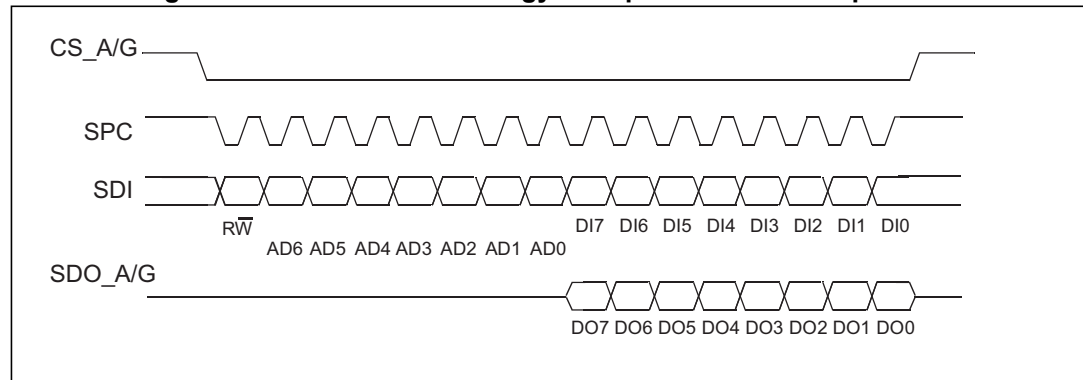 CS_A/G
SPC
SDI
RW DI7 DI6 DI5 DI4 DI3 DI2 DI1 DI0
AD6 AD5 AD4 AD3 AD2 AD1 AD0
SDO_A/G
DO7 DO6 DO5 DO4 DO3 DO2 DO1 DO0